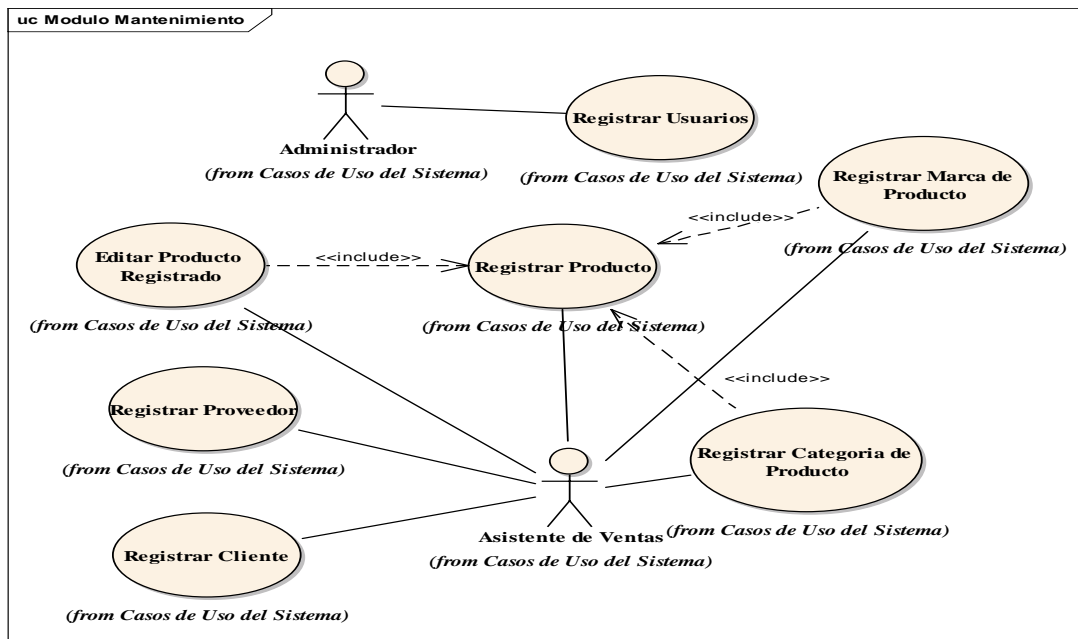 uc Modulo Mantenimiento
Administrador
(from Casos de Uso del Sistema)
Registrar Usuarios
(from Casos de Uso del Sistema)
Registrar Marca de
Producto
(from Casos de Uso del Sistema)
<<include>>
Editar Producto
Registrado
(from Casos de Uso del Sistema)
<<include>>
Registrar Producto
(from Casos de Uso del Sistema)
<<include>>
Registrar Proveedor
(from Casos de Uso del Sistema)
Registrar Categoria de
Producto
(from Casos de Uso del Sistema)
Asistente de Ventas
(from Casos de Uso del Sistema)
Registrar Cliente
(from Casos de Uso del Sistema)